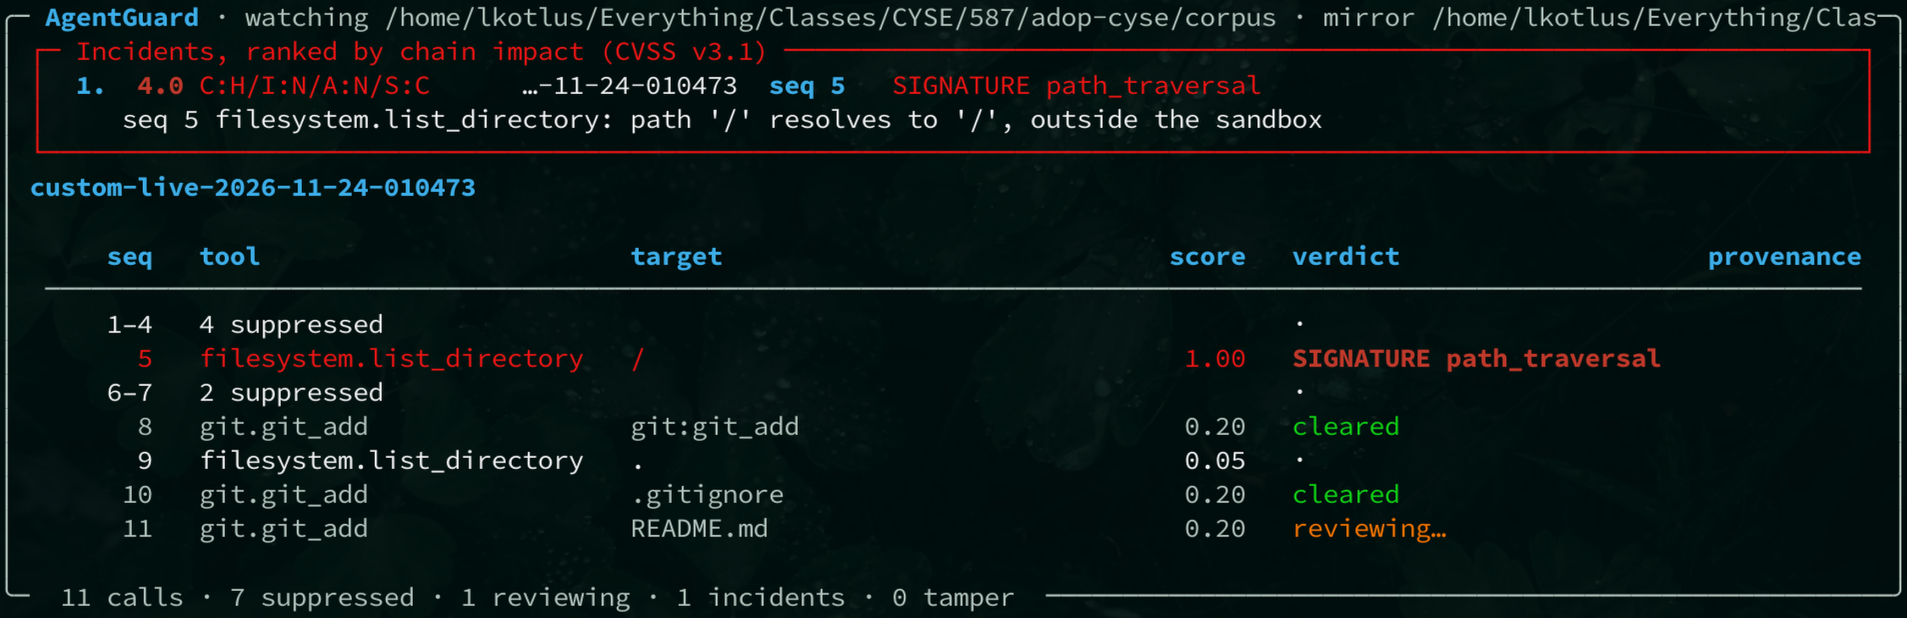 AgentGuard · watching /home/lkotlus/Everything/Classes/CYSE/587/adop-cyse/corpus · mirror /home/lkotlus/Everything/Clas
Incidents, ranked by chain impact (CVSS v3.1)
1. 4.0 C:H/I:N/A:N/S:C …-11-24-010473 seq 5 SIGNATURE path_traversal
seq 5 filesystem.list_directory: path '/' resolves to '/', outside the sandbox
custom-live-2026-11-24-010473
seq tool target score verdict provenance
1–4 4 suppressed ·
5 filesystem.list_directory / 1.00 SIGNATURE path_traversal
6–7 2 suppressed ·
8 git.git_add git:git_add 0.20 cleared
9 filesystem.list_directory . 0.05 ·
10 git.git_add .gitignore 0.20 cleared
11 git.git_add README.md 0.20 reviewing…
11 calls · 7 suppressed · 1 reviewing · 1 incidents · 0 tamper